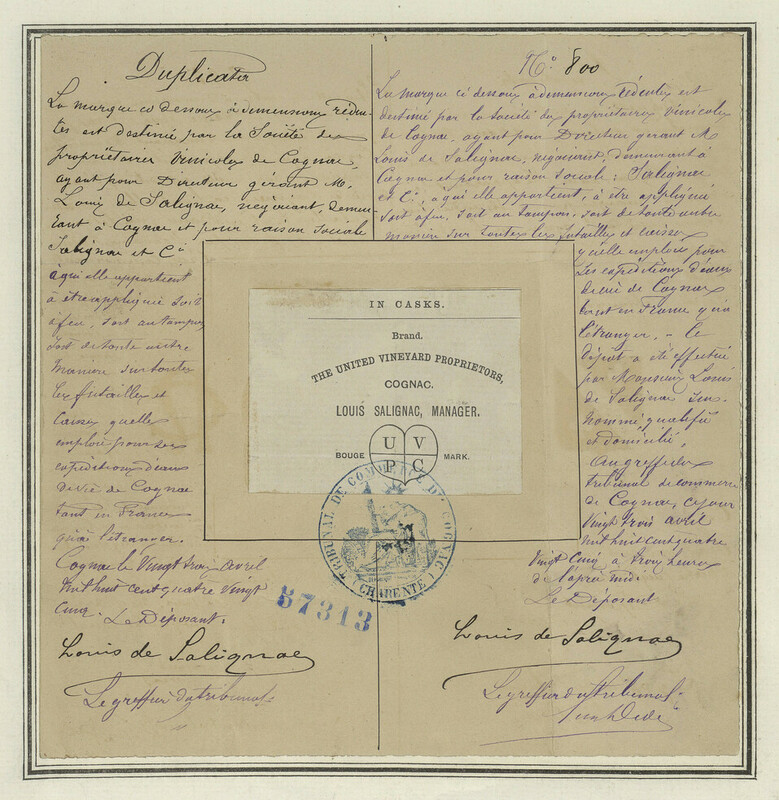 Duplicata
La marque ci dessous à dimensions rédui-
tes est destiné par la Société des
propriétaires Vinicoles de Cognac,
ayant pour Directeur gérant M.
Louis de Salignac, négociant, demeu-
rant à Cognac et pour raison sociale
Salignac et Cº
à qui elle appartient
à être appliquée soit
à feu, soit au tampon,
soit de toute autre
manière sur toutes
les futailles et
caisses quelle
emploie pour ses
expéditions d'eaux
de vie de Cognac
tant en France
qu'à l'étranger.
Cognac le Vingt trois avril
mil huit cent quatre vingt
cinq. Le Déposant.
Louis de Salignac
Le greffier du tribunal
Nº 800
La marque ci dessous à dimensions réduites est
destiné par la Société des propriétaires Vinicoles
de Cognac, ayant pour Directeur gérant M
Louis de Salignac, négociant, demeurant à
Cognac et pour raison sociale : Salignac
et Cº, à qui elle appartient, à être appliquée
soit à feu, soit au tampon, soit de toute autre
manière sur toutes les futailles et caisses
qu'elle emploie pour
ses expéditions d'eaux
de vie de Cognac
tant en France qu'à
l'étranger. – Le
dépôt a été effectué
par Monsieur Louis
de Salignac sus
nommé, qualifié
et domicilié,
au greffe du
tribunal de commerce
de Cognac, ce jour
vingt trois avril
mil huit cent quatre
vingt cinq à trois heures
de l'après midi
Le Déposant
Louis de Salignac
Le greffier du tribunal
IN CASKS.
Brand.
THE UNITED VINEYARD PROPRIETORS,
COGNAC.
LOUIS SALIGNAC, MANAGER.
BOUGE U V P C MARK.
TRIBUNAL DE COMMERCE DE COGNAC
CHARENTE
57313